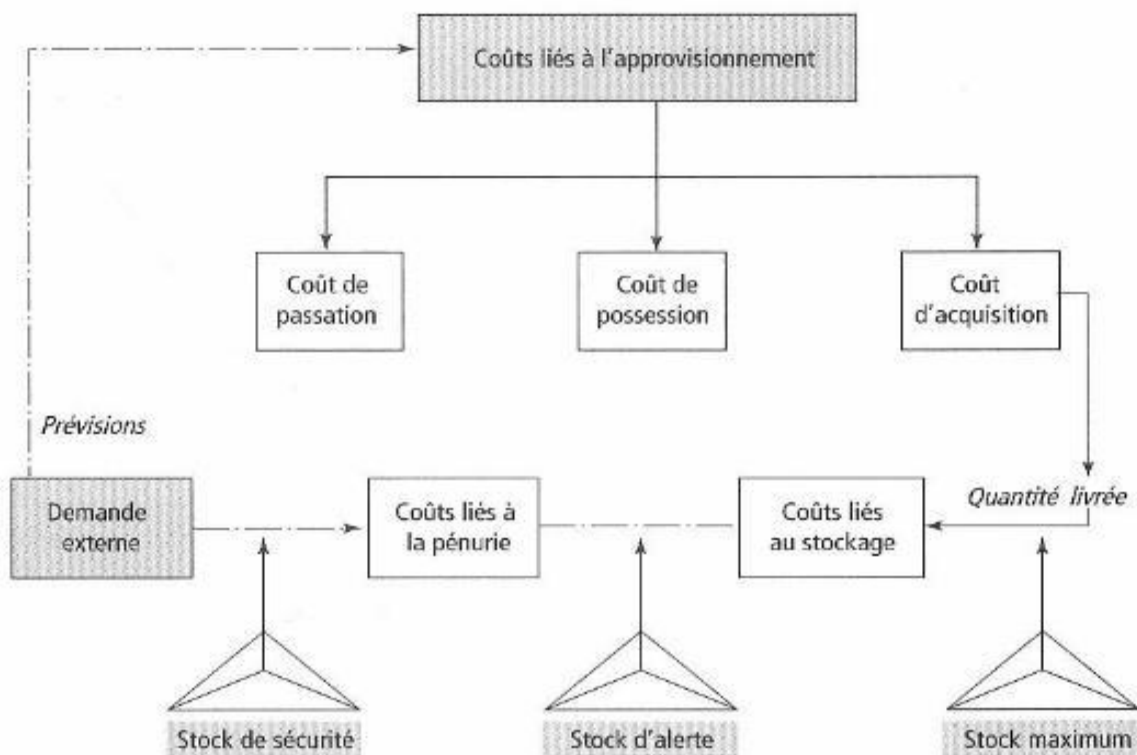 Coûts liés à l'approvisionnement
Coût de
passation
Coût de
possession
Coût
d'acquisition
Prévisions
Demande
externe
Coûts liés à
la pénurie
Coûts liés
au stockage
Quantité livrée
Stock de sécurité
Stock d'alerte
Stock maximum